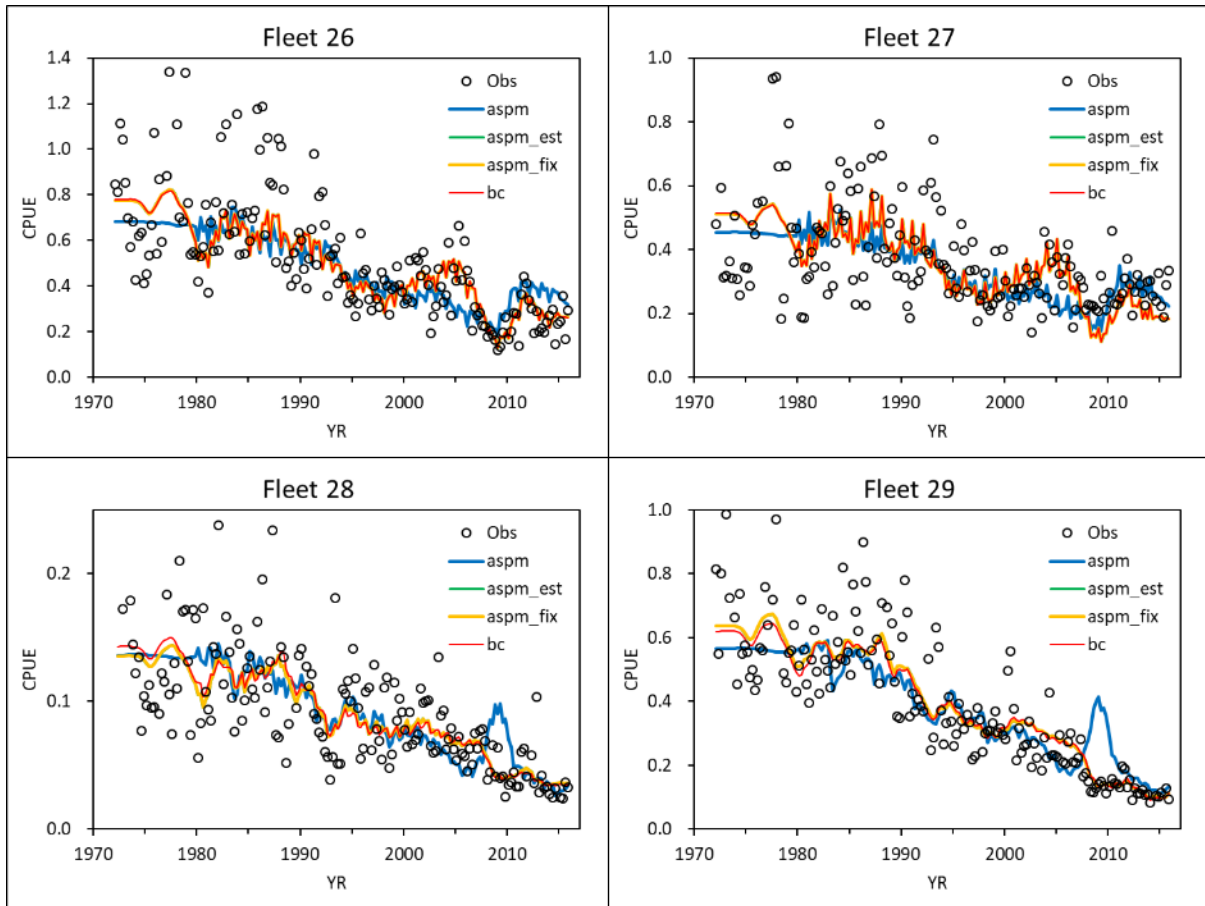 Fleet 26
1.4
1.2
1.0
0.8
0.6
0.4
0.2
0.0
CPUE
1970 1980 1990 2000 2010
YR
Obs
aspm
aspm_est
aspm_fix
bc
Fleet 27
1.0
0.8
0.6
0.4
0.2
0.0
CPUE
1970 1980 1990 2000 2010
YR
Obs
aspm
aspm_est
aspm_fix
bc
Fleet 28
0.2
0.1
0.0
CPUE
1970 1980 1990 2000 2010
YR
Obs
aspm
aspm_est
aspm_fix
bc
Fleet 29
1.0
0.8
0.6
0.4
0.2
0.0
CPUE
1970 1980 1990 2000 2010
YR
Obs
aspm
aspm_est
aspm_fix
bc